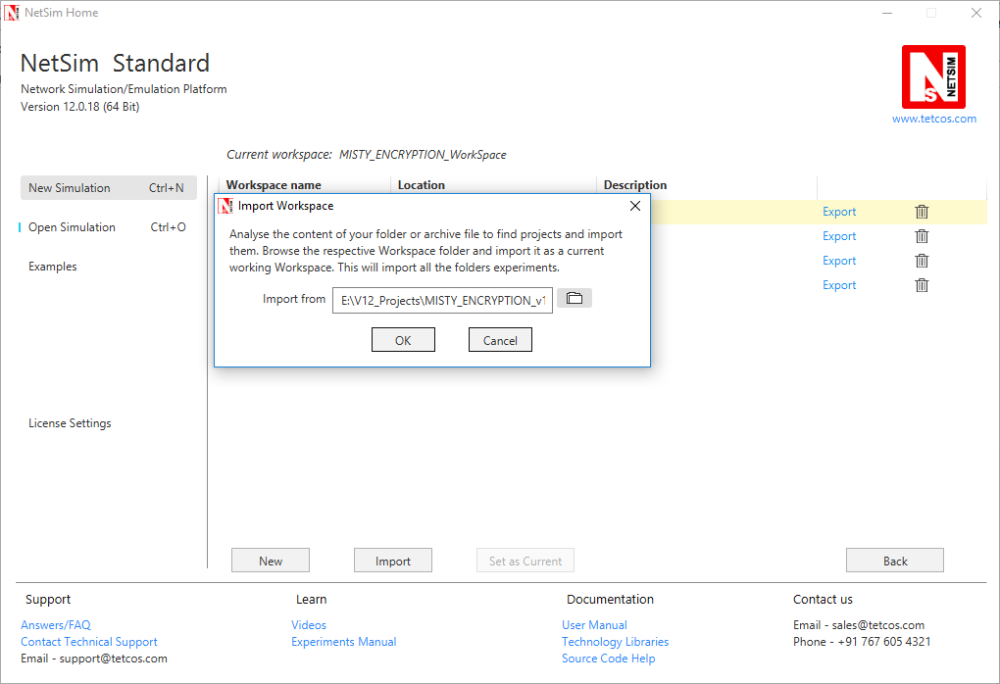 NetSim Home
NetSim Standard
Network Simulation/Emulation Platform
Version 12.0.18 (64 Bit)
NS NETSIM
www.tetcos.com
Current workspace: MISTY_ENCRYPTION_WorkSpace
New Simulation Ctrl+N
Open Simulation Ctrl+O
Examples
License Settings
Workspace name Location Description
Export
Export
Export
Export
Import Workspace
Analyse the content of your folder or archive file to find projects and import
them. Browse the respective Workspace folder and import it as a current
working Workspace. This will import all the folders experiments.
Import from E:\V12_Projects\MISTY_ENCRYPTION_v1
OK Cancel
New Import Set as Current Back
Support
Answers/FAQ
Contact Technical Support
Email - support@tetcos.com
Learn
Videos
Experiments Manual
Documentation
User Manual
Technology Libraries
Source Code Help
Contact us
Email - sales@tetcos.com
Phone - +91 767 605 4321